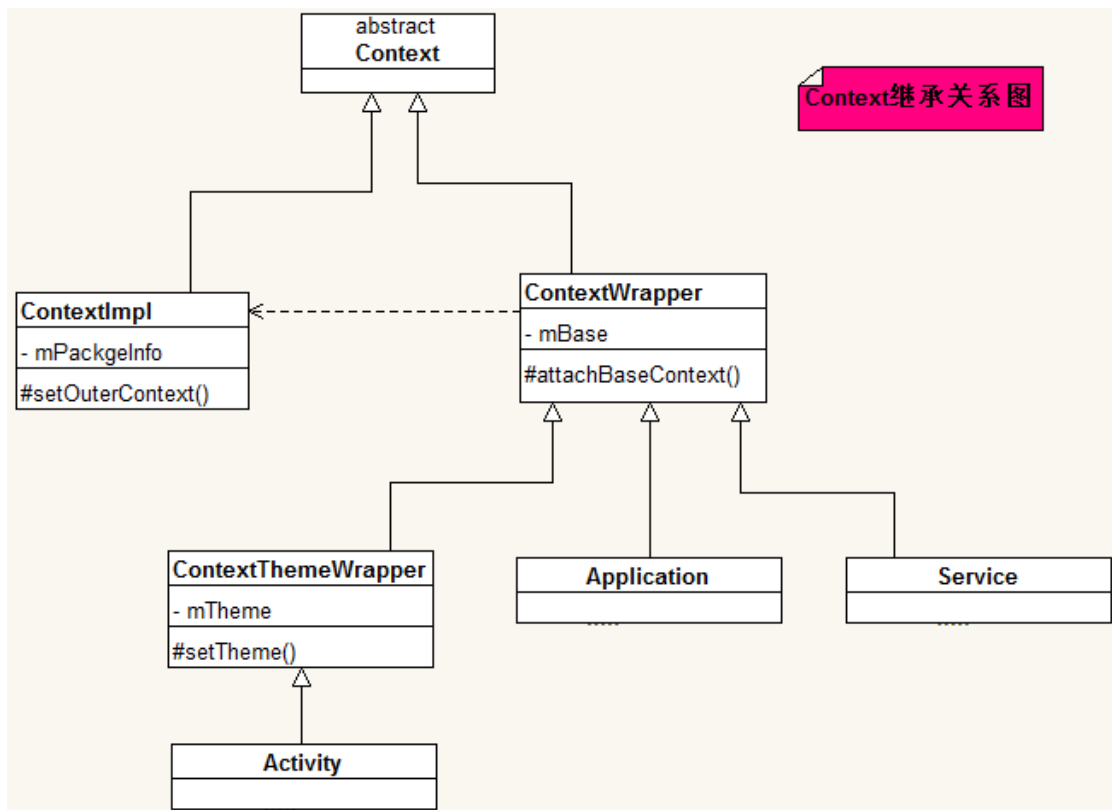 abstract
Context
Context继承关系图
ContextImpl
- mPackgeInfo
#setOuterContext()
ContextWrapper
- mBase
#attachBaseContext()
ContextThemeWrapper
- mTheme
#setTheme()
Application
Service
Activity